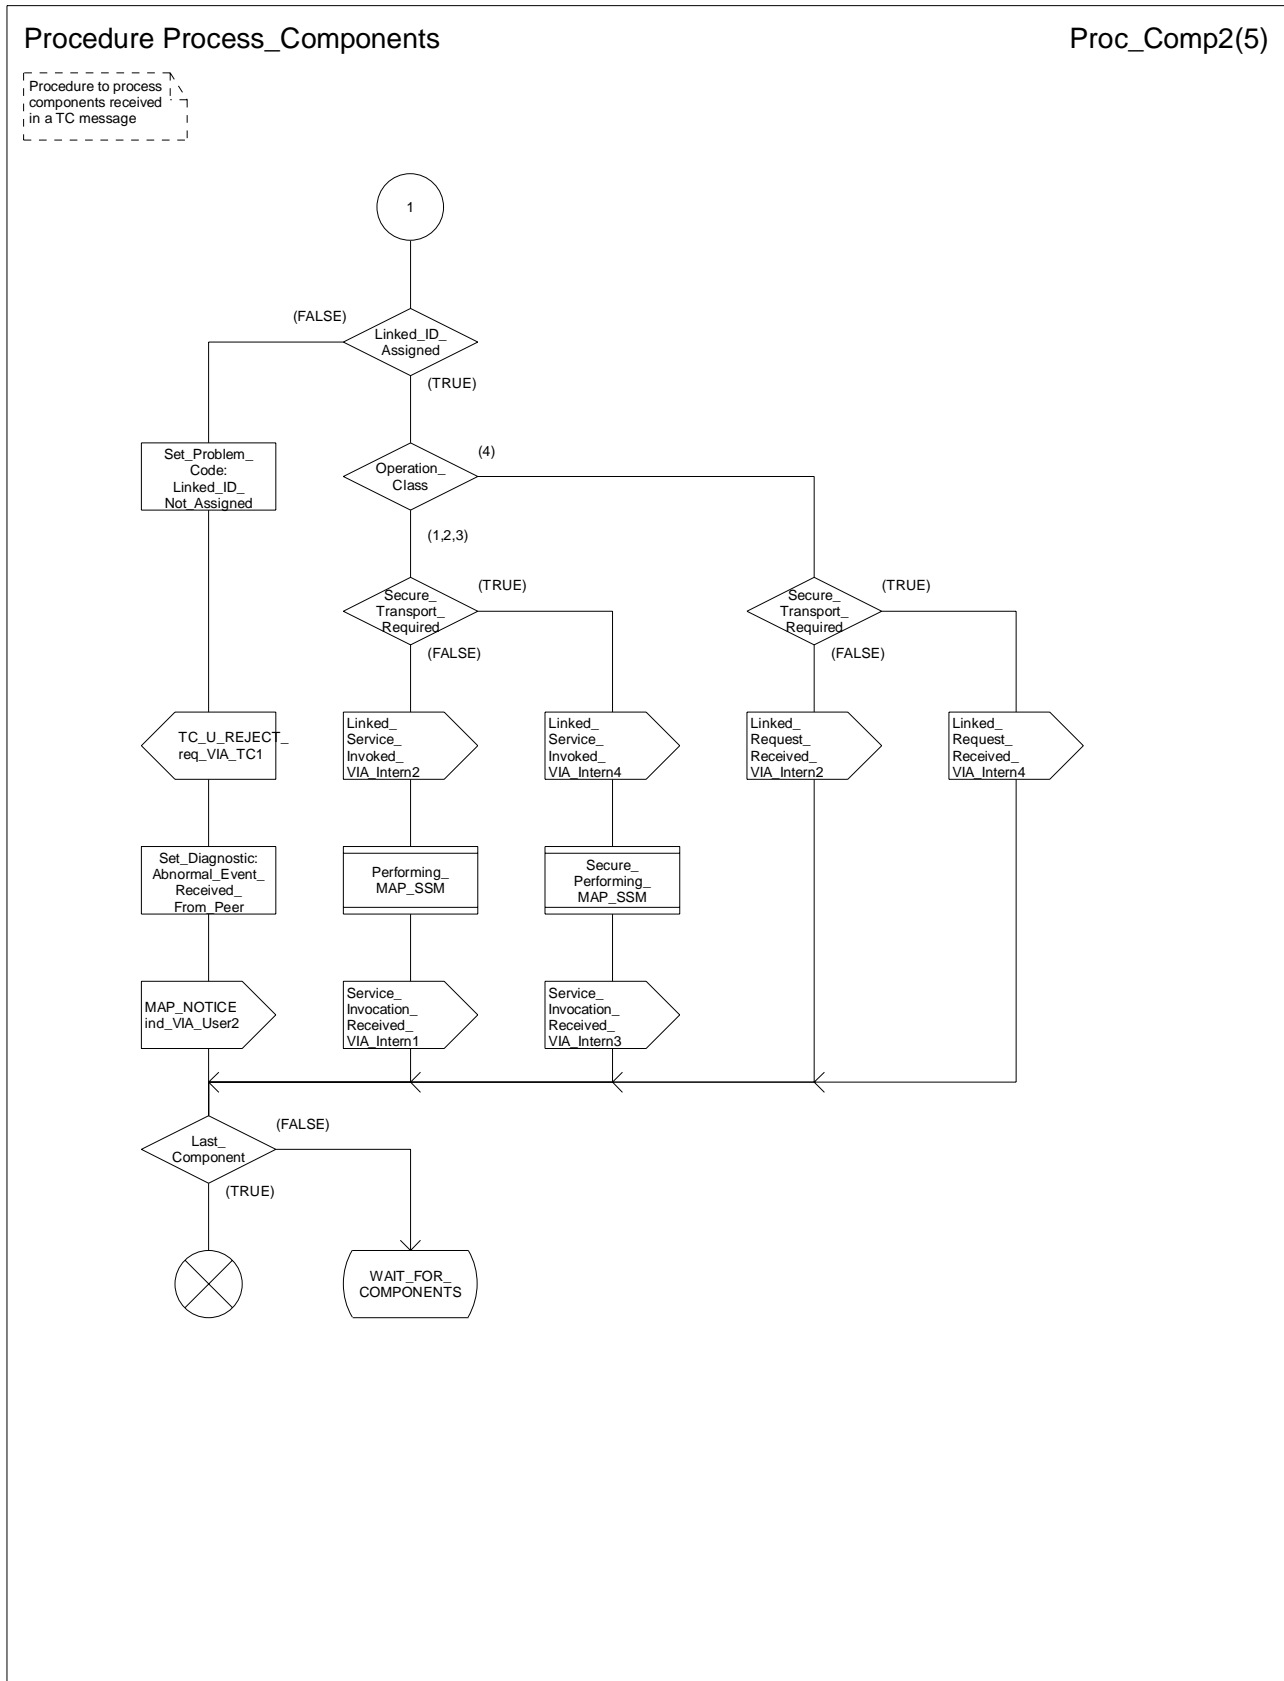 Procedure Process_Components
Proc_Comp2(5)
Procedure to process
components received
in a TC message
1
(FALSE)
Linked_ID_
Assigned
(TRUE)
Set_Problem_
Code:
Linked_ID_
Not_Assigned
Operation_
Class
(4)
(1,2,3)
Secure_
Transport_
Required
(TRUE)
(FALSE)
Secure_
Transport_
Required
(TRUE)
(FALSE)
TC_U_REJECT_
req_VIA_TC1
Linked_
Service_
Invoked_
VIA_Intern2
Linked_
Service_
Invoked_
VIA_Intern4
Linked_
Request_
Received_
VIA_Intern2
Linked_
Request_
Received_
VIA_Intern4
Set_Diagnostic:
Abnormal_Event_
Received_
From_Peer
Performing_
MAP_SSM
Secure_
Performing_
MAP_SSM
MAP_NOTICE
ind_VIA_User2
Service_
Invocation_
Received_
VIA_Intern1
Service_
Invocation_
Received_
VIA_Intern3
Last_
Component
(FALSE)
(TRUE)
WAIT_FOR_
COMPONENTS